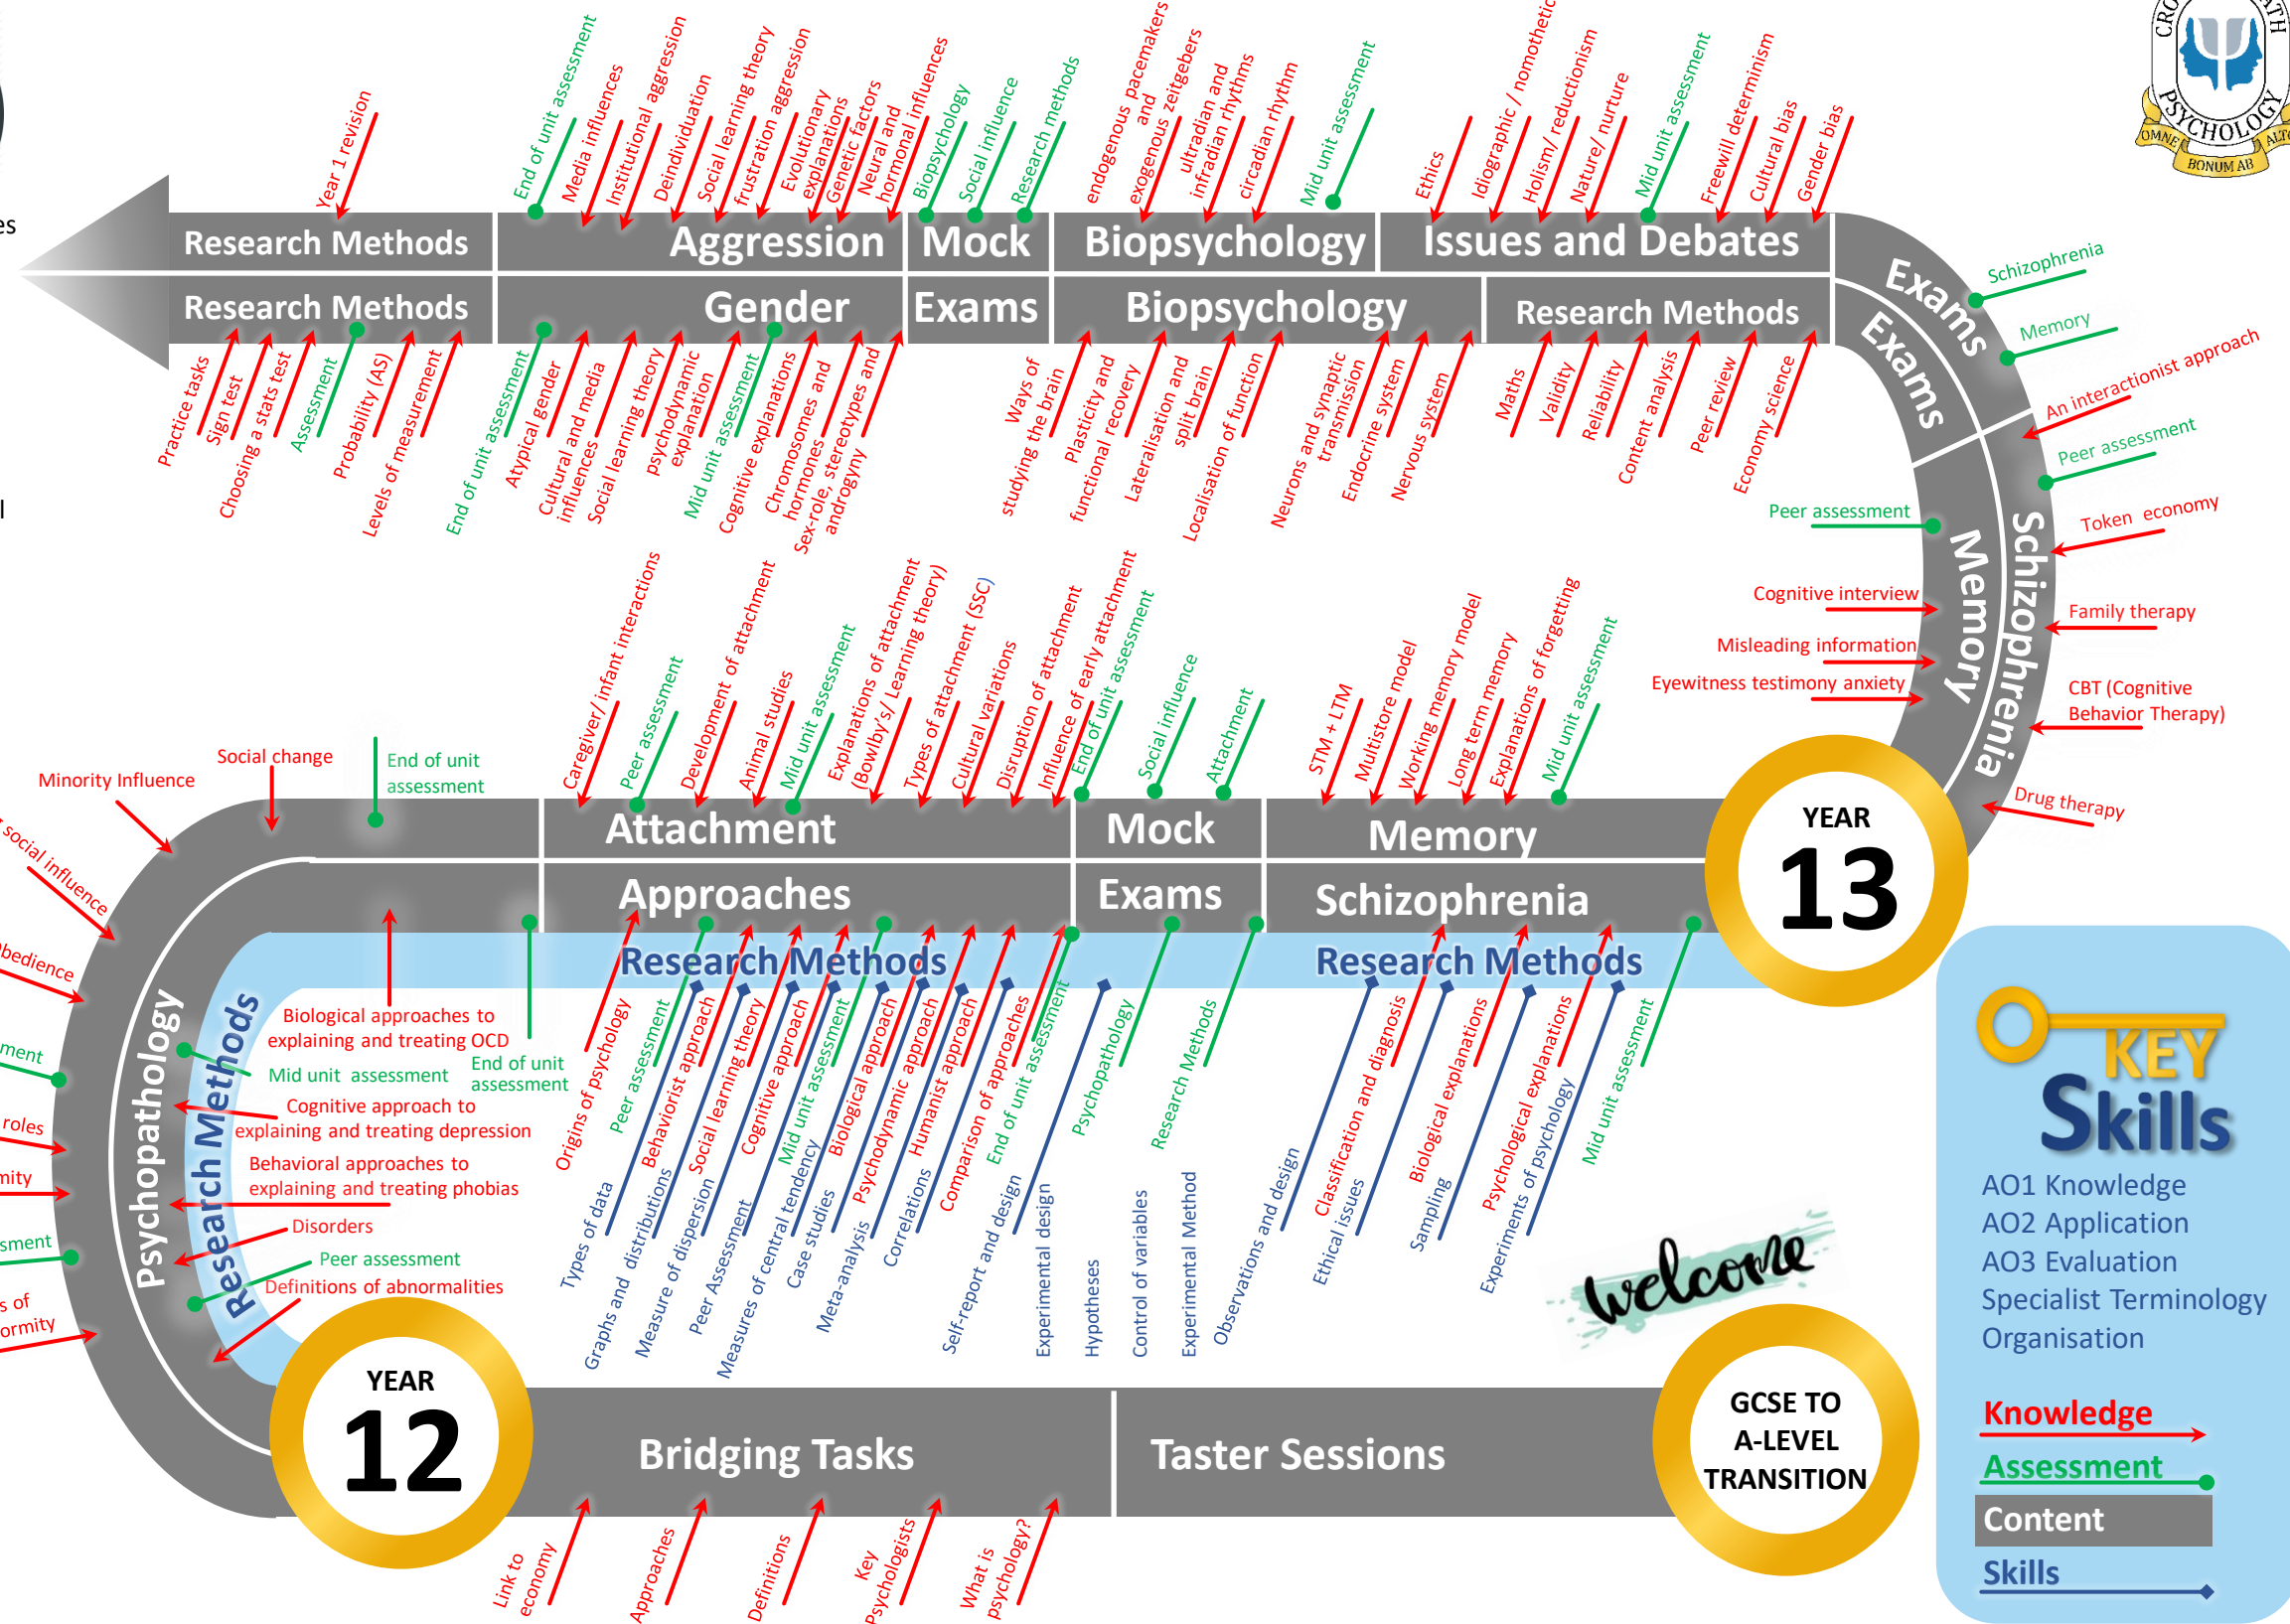 CRO
ATH
PSYCHOLOGY
OMNE
BONUM AB
ALTO
es
l
Year 1 revision
End of unit assessment
Media influences
Institutional aggression
Deindividuation
Social learning theory
frustration aggression
Evolutionary
explanations
Genetic factors
Neural and
hormonal influences
Biopsychology
Social influence
Research methods
endogenous pacemakers
and
exogenous zeitgebers
ultradian and
infradian rhythms
circadian rhythm
Mid unit assessment
Ethics
Idiographic / nomothetic
Holism/ reductionism
Nature/ nurture
Mid unit assessment
Freewill determinism
Cultural bias
Gender bias
Research Methods
Aggression
Mock
Biopsychology
Issues and Debates
Exams
Research Methods
Gender
Exams
Biopsychology
Research Methods
Exams
Practice tasks
Sign test
Choosing a stats test
Assessment
Probability (AS)
Levels of measurement
End of unit assessment
Atypical gender
Cultural and media
influences
Social learning theory
psychodynamic
explanation
Mid unit assessment
Cognitive explanations
Chromosomes and
hormones
Sex-role, stereotypes and
androgyny
Ways of
studying the brain
Plasticity and
functional recovery
Lateralisation and
split brain
Localisation of function
Neurons and synaptic
transmission
Endocrine system
Nervous system
Maths
Validity
Reliability
Content analysis
Peer review
Economy science
Schizophrenia
Memory
An interactionist approach
Peer assessment
Token economy
Family therapy
CBT (Cognitive
Behavior Therapy)
Drug therapy
Schizophrenia
Memory
Peer assessment
Cognitive interview
Misleading information
Eyewitness testimony anxiety
YEAR
13
Caregiver/infant interactions
Peer assessment
Development of attachment
Animal studies
Mid unit assessment
Explanations of attachment
(Bowlby's/ Learning theory)
Types of attachment (SSC)
Cultural variations
Disruption of attachment
Influence of early attachment
End of unit assessment
Social influence
Attachment
STM + LTM
Multistore model
Working memory model
Long term memory
Explanations of forgetting
Mid unit assessment
Attachment
Mock
Memory
Approaches
Exams
Schizophrenia
Research Methods
Research Methods
Social change
End of unit
assessment
Minority Influence
social influence
bedience
ment
roles
mity
sment
s of
ormity
Psychopathology
Research Methods
Biological approaches to
explaining and treating OCD
End of unit
assessment
Mid unit assessment
Cognitive approach to
explaining and treating depression
Behavioral approaches to
explaining and treating phobias
Disorders
Peer assessment
Definitions of abnormalities
Origins of psychology
Peer assessment
Behaviorist approach
Social learning theory
Cognitive approach
Mid unit assessment
Biological approach
Psychodynamic approach
Humanist approach
Comparison of approaches
End of unit assessment
Psychopathology
Research Methods
Classification and diagnosis
Biological explanations
Psychological explanations
Mid unit assessment
Types of data
Graphs and distributions
Measure of dispersion
Peer Assessment
Measures of central tendency
Case studies
Meta-analysis
Correlations
Self-report and design
Experimental design
Hypotheses
Control of variables
Experimental Method
Observations and design
Ethical issues
Sampling
Experiments of psychology
welcome
YEAR
12
Bridging Tasks
Taster Sessions
GCSE TO
A-LEVEL
TRANSITION
Link to
economy
Approaches
Definitions
Key
Psychologists
What is
psychology?
KEY
Skills
AO1 Knowledge
AO2 Application
AO3 Evaluation
Specialist Terminology
Organisation
Knowledge
Assessment
Content
Skills